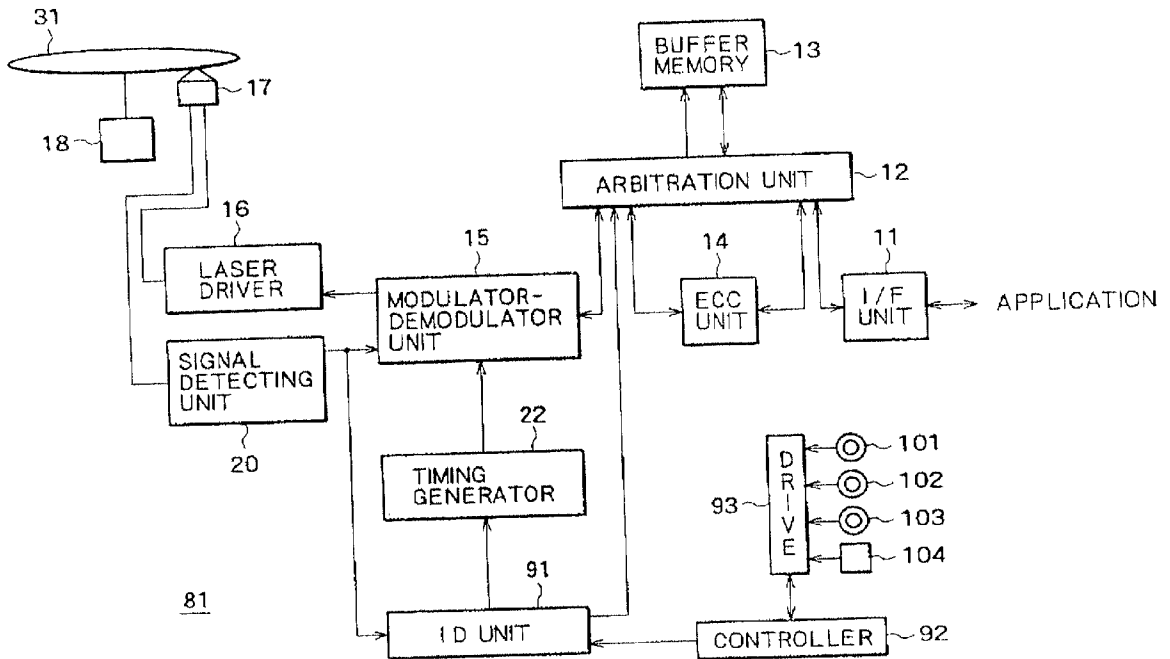 31
17
18
BUFFER
MEMORY
13
ARBITRATION UNIT
12
16
LASER
DRIVER
15
MODULATOR-
DEMODULATOR
UNIT
14
ECC
UNIT
11
I/F
UNIT
APPLICATION
SIGNAL
DETECTING
UNIT
20
22
TIMING
GENERATOR
93
DRIVE
101
102
103
104
81
91
ID UNIT
CONTROLLER
92